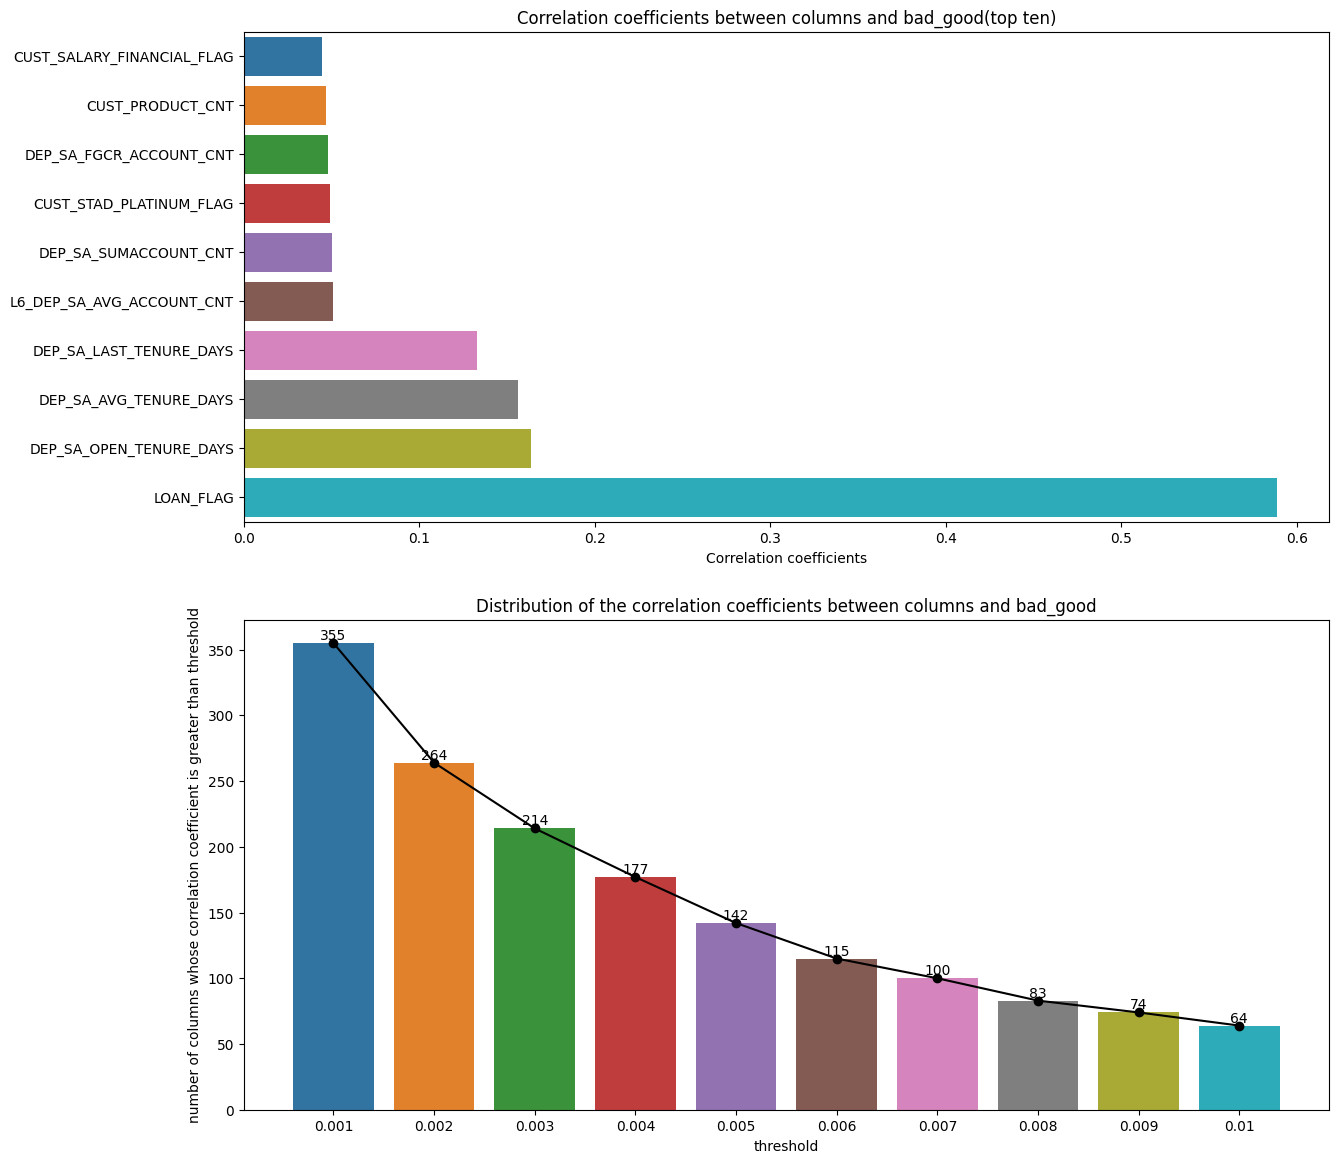 Correlation coefficients between columns and bad_good(top ten)
CUST_SALARY_FINANCIAL_FLAG
CUST_PRODUCT_CNT
DEP_SA_FGCR_ACCOUNT_CNT
CUST_STAD_PLATINUM_FLAG
DEP_SA_SUMACCOUNT_CNT
L6_DEP_SA_AVG_ACCOUNT_CNT
DEP_SA_LAST_TENURE_DAYS
DEP_SA_AVG_TENURE_DAYS
DEP_SA_OPEN_TENURE_DAYS
LOAN_FLAG
0.0 0.1 0.2 0.3 0.4 0.5 0.6
Correlation coefficients
Distribution of the correlation coefficients between columns and bad_good
number of columns whose correlation coefficient is greater than threshold
350
300
250
200
150
100
50
0
355
264
214
177
142
115
100
83
74
64
0.001 0.002 0.003 0.004 0.005 0.006 0.007 0.008 0.009 0.01
threshold